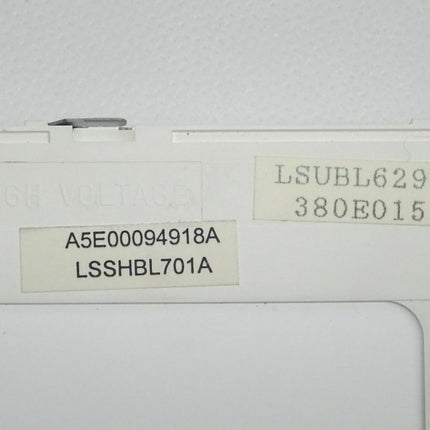 LSUBL629
380E015
GH VOLTAGE
A5E00094918A
LSSHBL701A